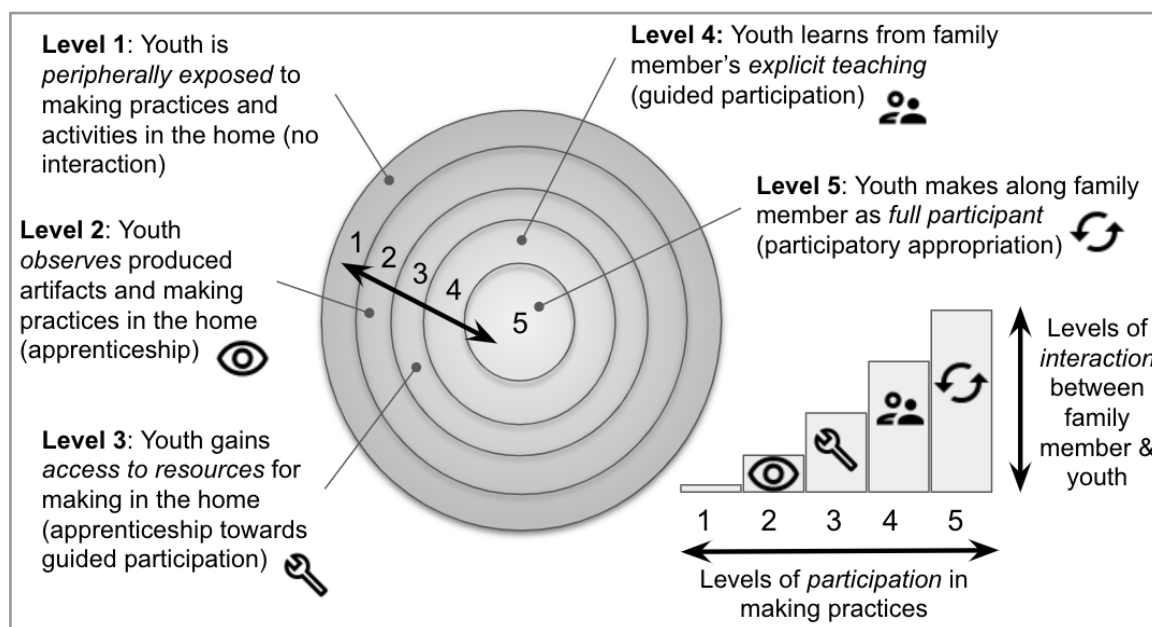 Level 1: Youth is
peripherally exposed to
making practices and
activities in the home (no
interaction)
Level 2: Youth
observes produced
artifacts and making
practices in the home
(apprenticeship)
Level 3: Youth gains
access to resources for
making in the home
(apprenticeship towards
guided participation)
Level 4: Youth learns from family
member's explicit teaching
(guided participation)
Level 5: Youth makes along family
member as full participant
(participatory appropriation)
1
2
3
4
5
Levels of
interaction
between
family
member &
youth
1 2 3 4 5
Levels of participation in
making practices